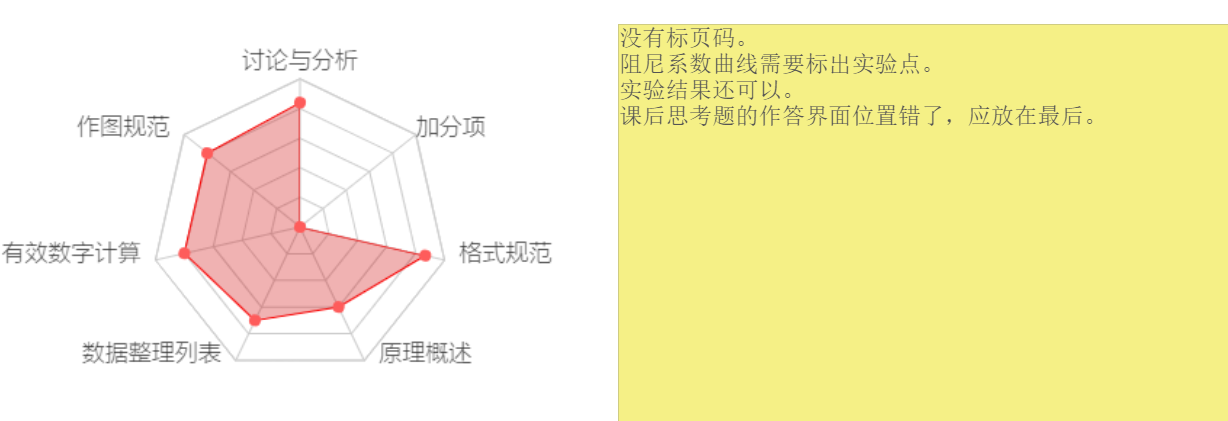 讨论与分析
作图规范
加分项
有效数字计算
格式规范
数据整理列表
原理概述
没有标页码。
阻尼系数曲线需要标出实验点。
实验结果还可以。
课后思考题的作答界面位置错了，应放在最后。